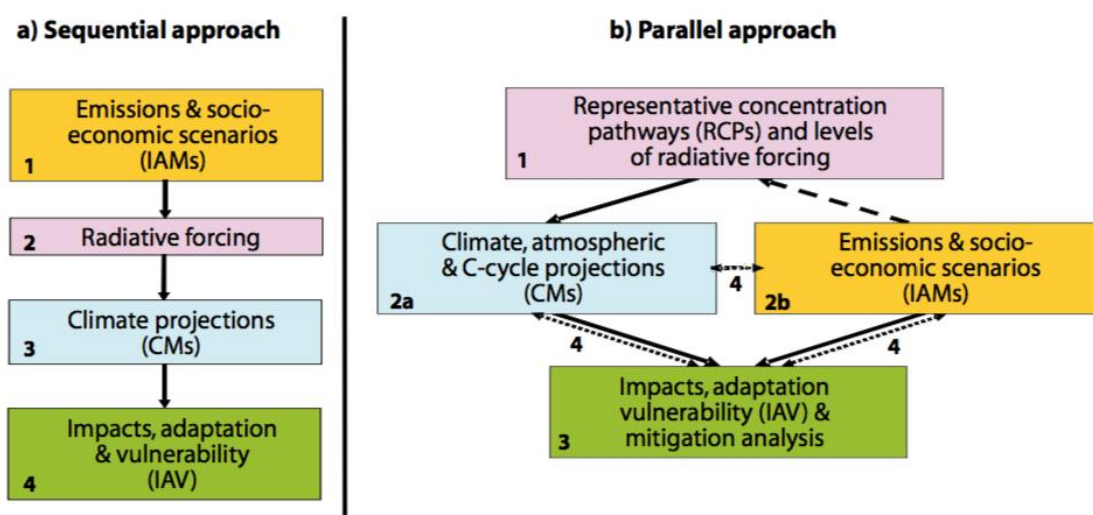 a) Sequential approach
Emissions & socio-
economic scenarios
(IAMs)
1
Radiative forcing
2
Climate projections
(CMs)
3
Impacts, adaptation
& vulnerability
(IAV)
4
b) Parallel approach
Representative concentration
pathways (RCPs) and levels
of radiative forcing
1
Climate, atmospheric
& C-cycle projections
(CMs)
2a
4
Emissions & socio-
economic scenarios
(IAMs)
2b
4
4
Impacts, adaptation
vulnerability (IAV) &
mitigation analysis
3